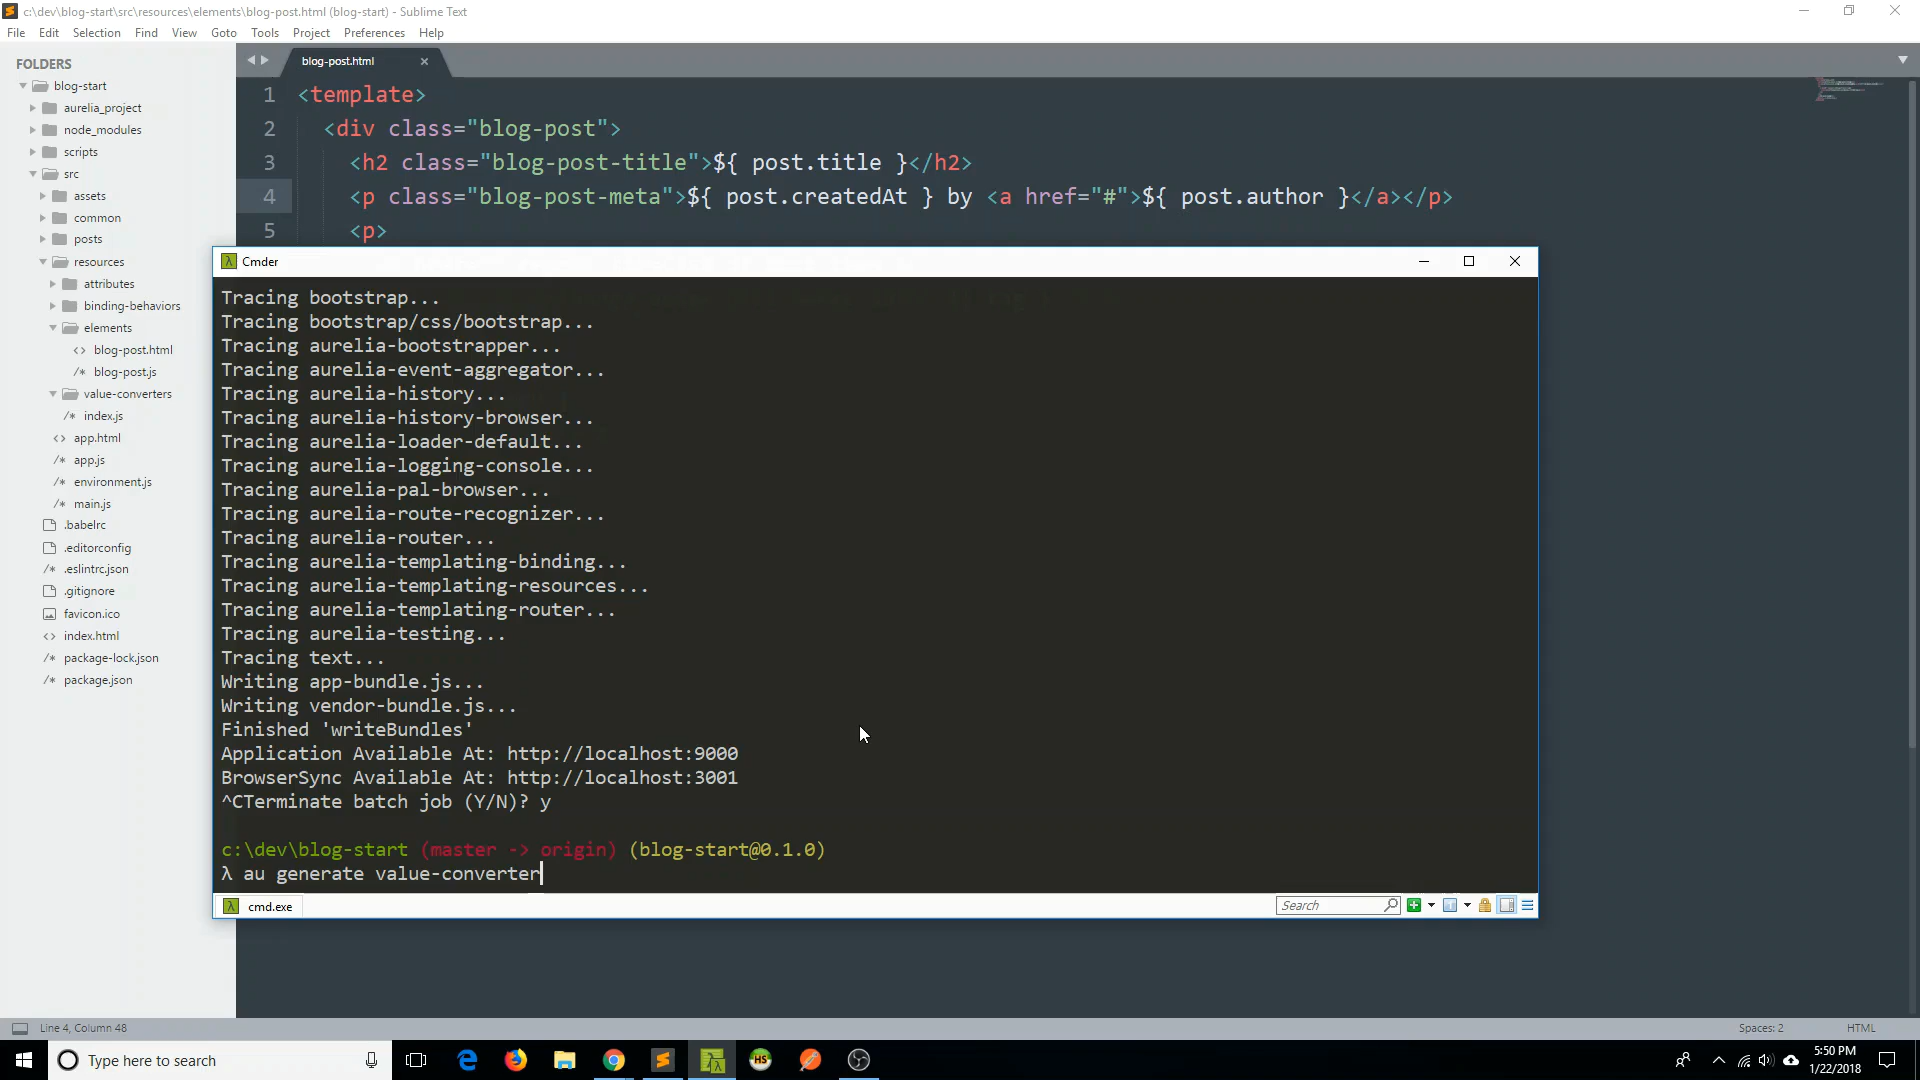 c:\dev\blog-start\src\resources\elements\blog-post.html (blog-start) - Sublime Text
File Edit Selection Find View Goto Tools Project Preferences Help
FOLDERS
blog-start
aurelia_project
node_modules
scripts
src
assets
common
posts
resources
attributes
binding-behaviors
elements
blog-post.html
blog-post.js
value-converters
index.js
app.html
app.js
environment.js
main.js
.babelrc
.editorconfig
.eslintrc.json
.gitignore
favicon.ico
index.html
package-lock.json
package.json
blog-post.html
1 <template>
2 <div class="blog-post">
3 <h2 class="blog-post-title">${ post.title }</h2>
4 <p class="blog-post-meta">${ post.createdAt } by <a href="#">${ post.author }</a></p>
5 <p>
Cmder
Tracing bootstrap...
Tracing bootstrap/css/bootstrap...
Tracing aurelia-bootstrapper...
Tracing aurelia-event-aggregator...
Tracing aurelia-history...
Tracing aurelia-history-browser...
Tracing aurelia-loader-default...
Tracing aurelia-logging-console...
Tracing aurelia-pal-browser...
Tracing aurelia-route-recognizer...
Tracing aurelia-router...
Tracing aurelia-templating-binding...
Tracing aurelia-templating-resources...
Tracing aurelia-templating-router...
Tracing aurelia-testing...
Tracing text...
Writing app-bundle.js...
Writing vendor-bundle.js...
Finished 'writeBundles'
Application Available At: http://localhost:9000
BrowserSync Available At: http://localhost:3001
^CTerminate batch job (Y/N)? y
c:\dev\blog-start (master -> origin) (blog-start@0.1.0)
λ au generate value-converter
cmd.exe
Search
Line 4, Column 48
Spaces: 2
HTML
Type here to search
HS
5:50 PM
1/22/2018